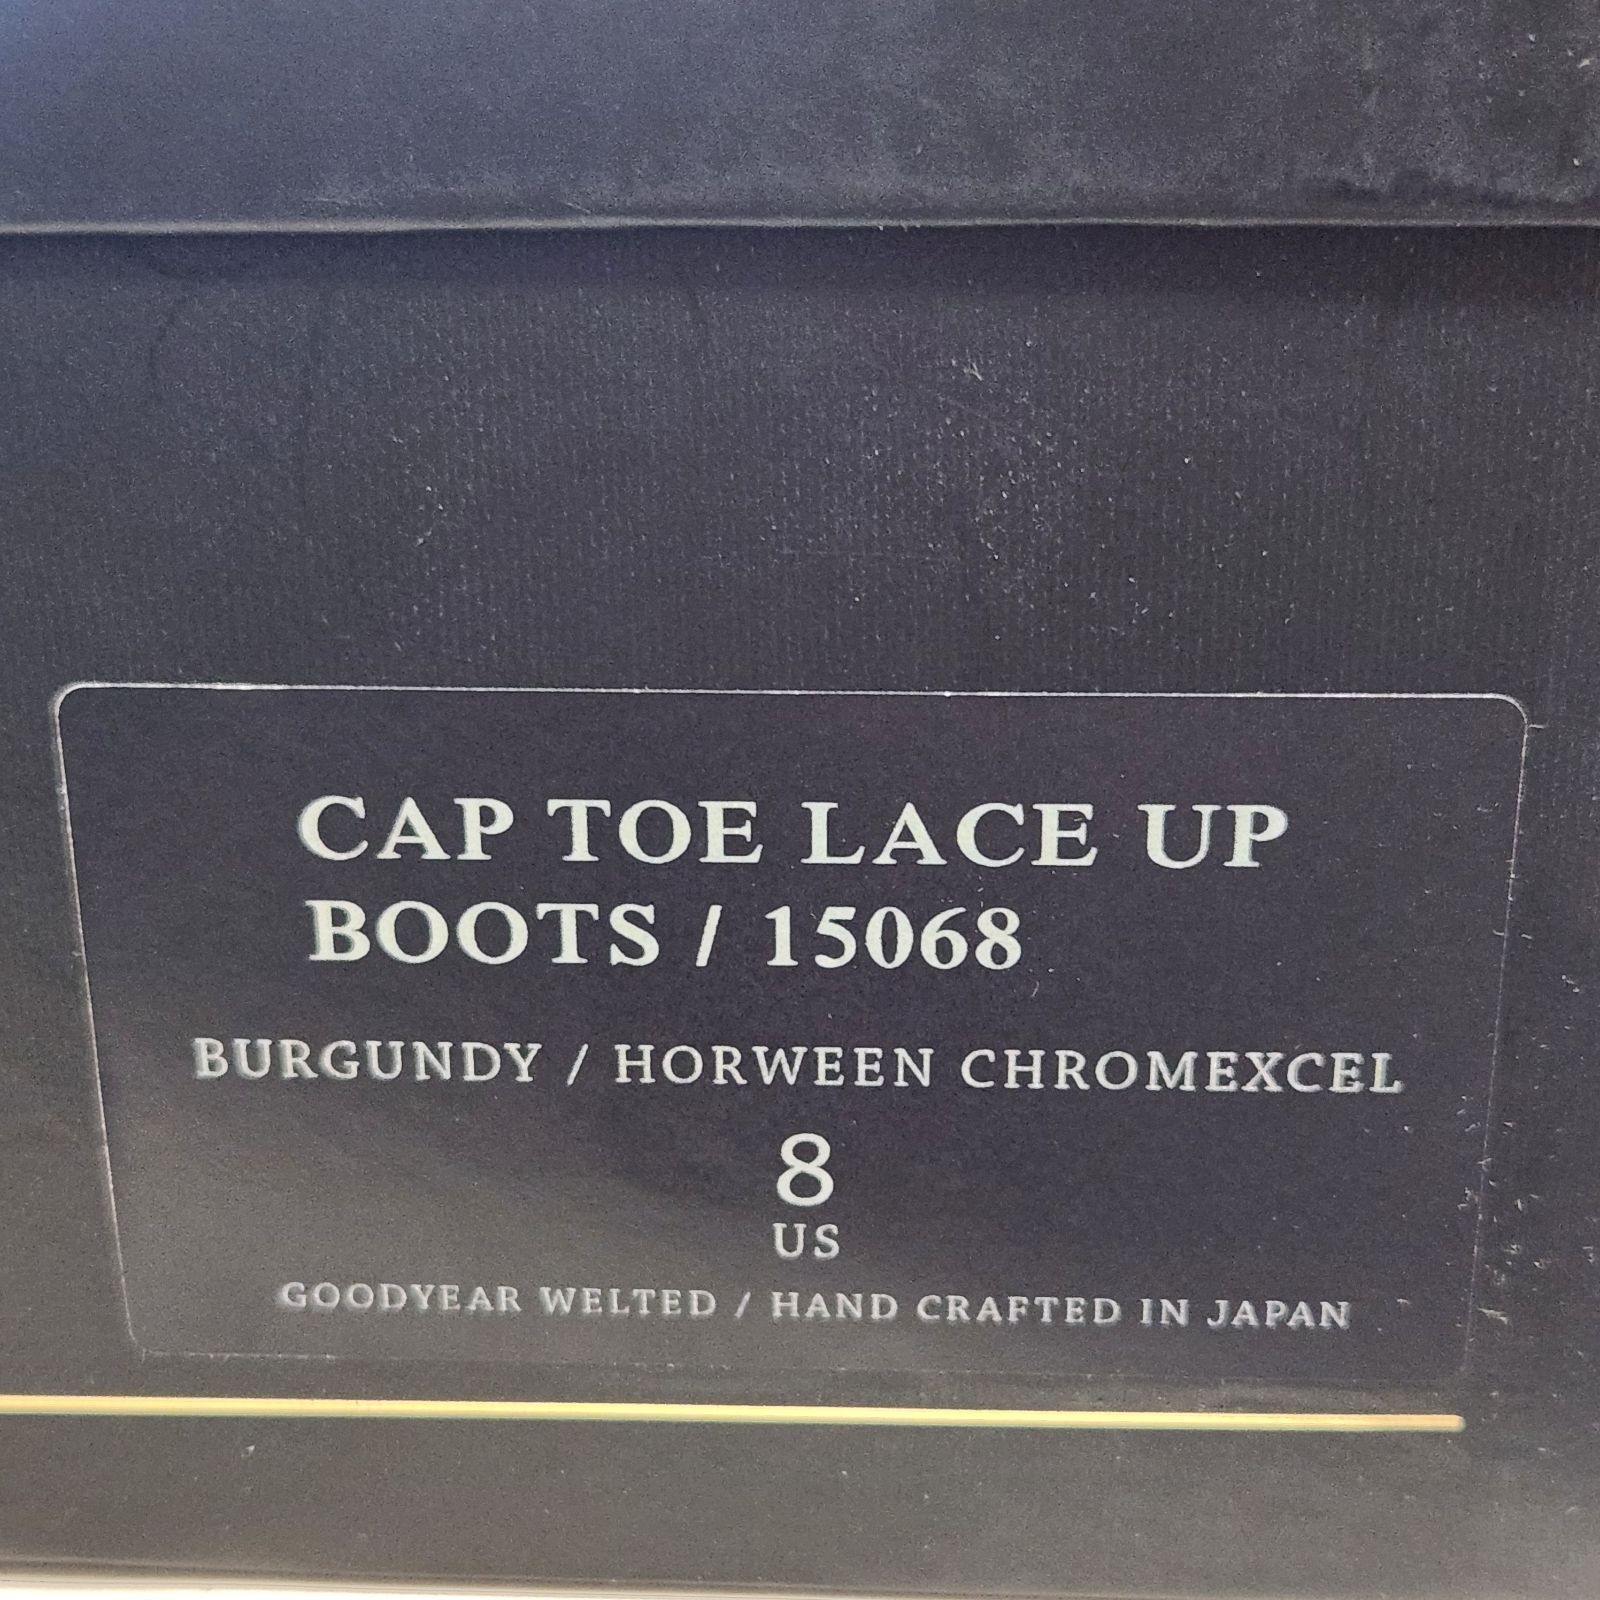 CAP TOE LACE UP
BOOTS / 15068
BURGUNDY / HORWEEN CHROMEXCEL
8
US
GOODYEAR WELTED / HAND CRAFTED IN JAPAN